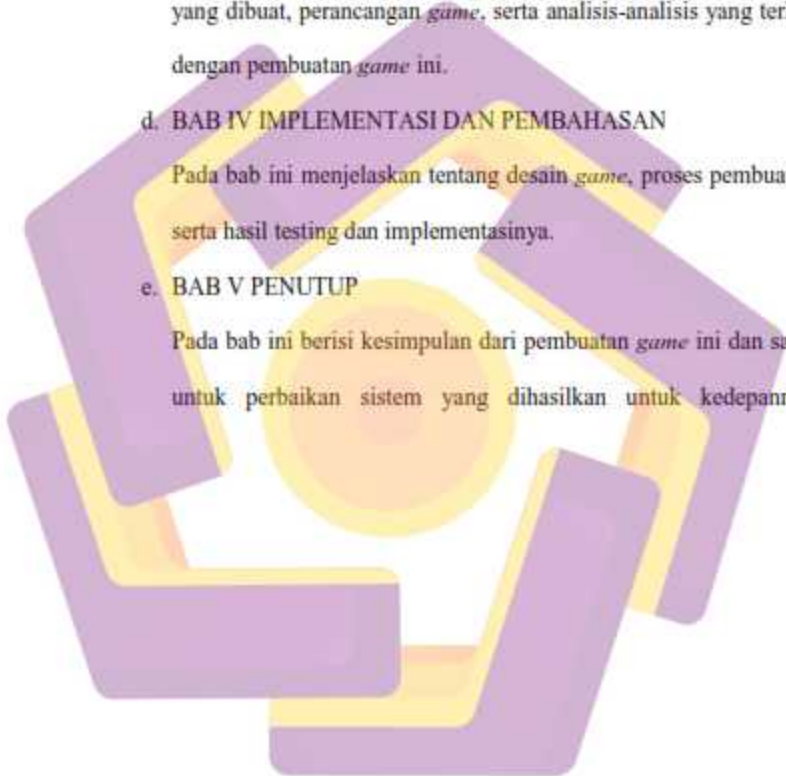 yang dibuat, perancangan game, serta analisis-analisis yang ter
dengan pembuatan game ini.
d. BAB IV IMPLEMENTASI DAN PEMBAHASAN
Pada bab ini menjelaskan tentang desain game, proses pembua
serta hasil testing dan implementasinya.
e. BAB V PENUTUP
Pada bab ini berisi kesimpulan dari pembuatan game ini dan sa
untuk perbaikan sistem yang dihasilkan untuk kedepann